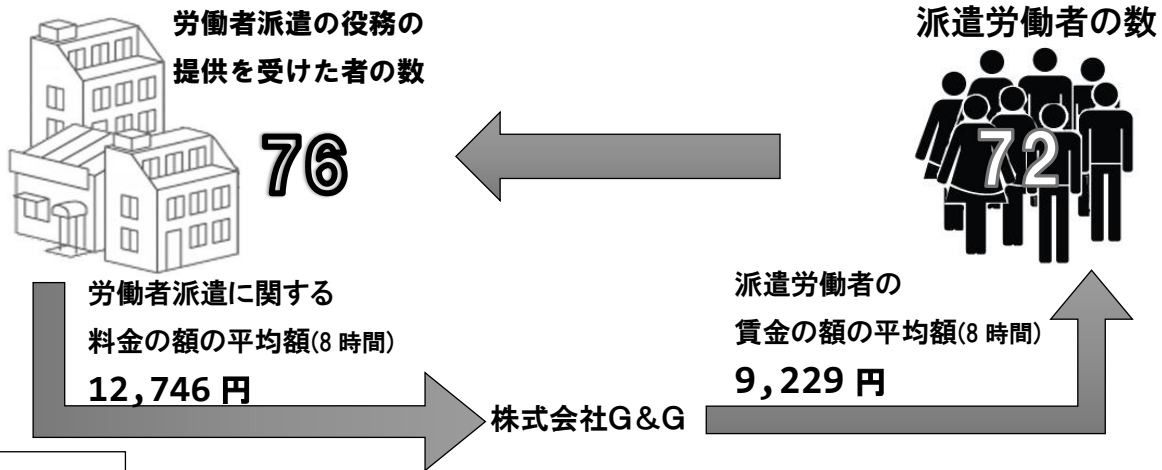 労働者派遣の役務の
提供を受けた者の数
76
派遣労働者の数
72
労働者派遣に関する
料金の額の平均額(8 時間)
12,746 円
派遣労働者の
賃金の額の平均額(8 時間)
9,229 円
株式会社G&G